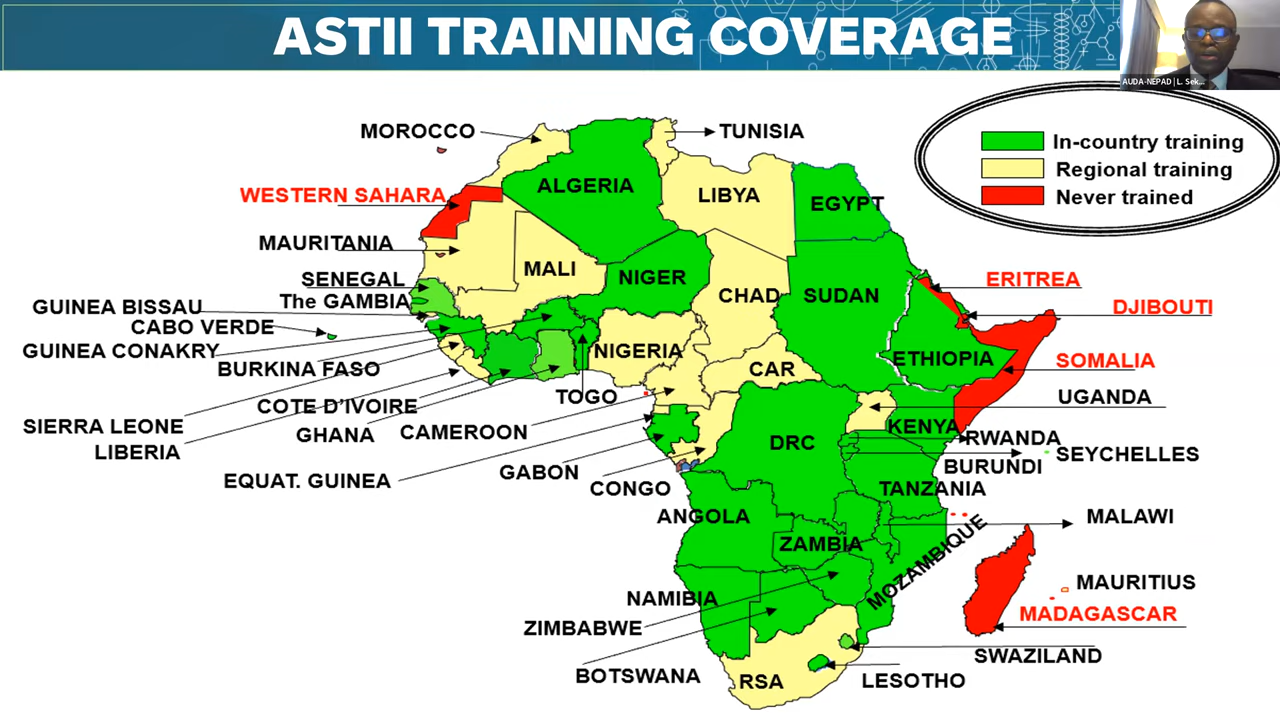 ASTII TRAINING COVERAGE
AUDA-NEPAD | L. Sek...
In-country training
Regional training
Never trained
MOROCCO
TUNISIA
WESTERN SAHARA
ALGERIA
LIBYA
EGYPT
MAURITANIA
MALI
NIGER
SENEGAL
The GAMBIA
CHAD
SUDAN
ERITREA
GUINEA BISSAU
DJIBOUTI
CABO VERDE
GUINEA CONAKRY
NIGERIA
ETHIOPIA
SOMALIA
BURKINA FASO
CAR
TOGO
UGANDA
COTE D'IVOIRE
SIERRA LEONE
GHANA
CAMEROON
KENYA
LIBERIA
DRC
RWANDA
SEYCHELLES
BURUNDI
GABON
EQUAT. GUINEA
CONGO
TANZANIA
ANGOLA
MALAWI
ZAMBIA
MOZAMBIQUE
MAURITIUS
NAMIBIA
MADAGASCAR
ZIMBABWE
SWAZILAND
BOTSWANA
RSA
LESOTHO